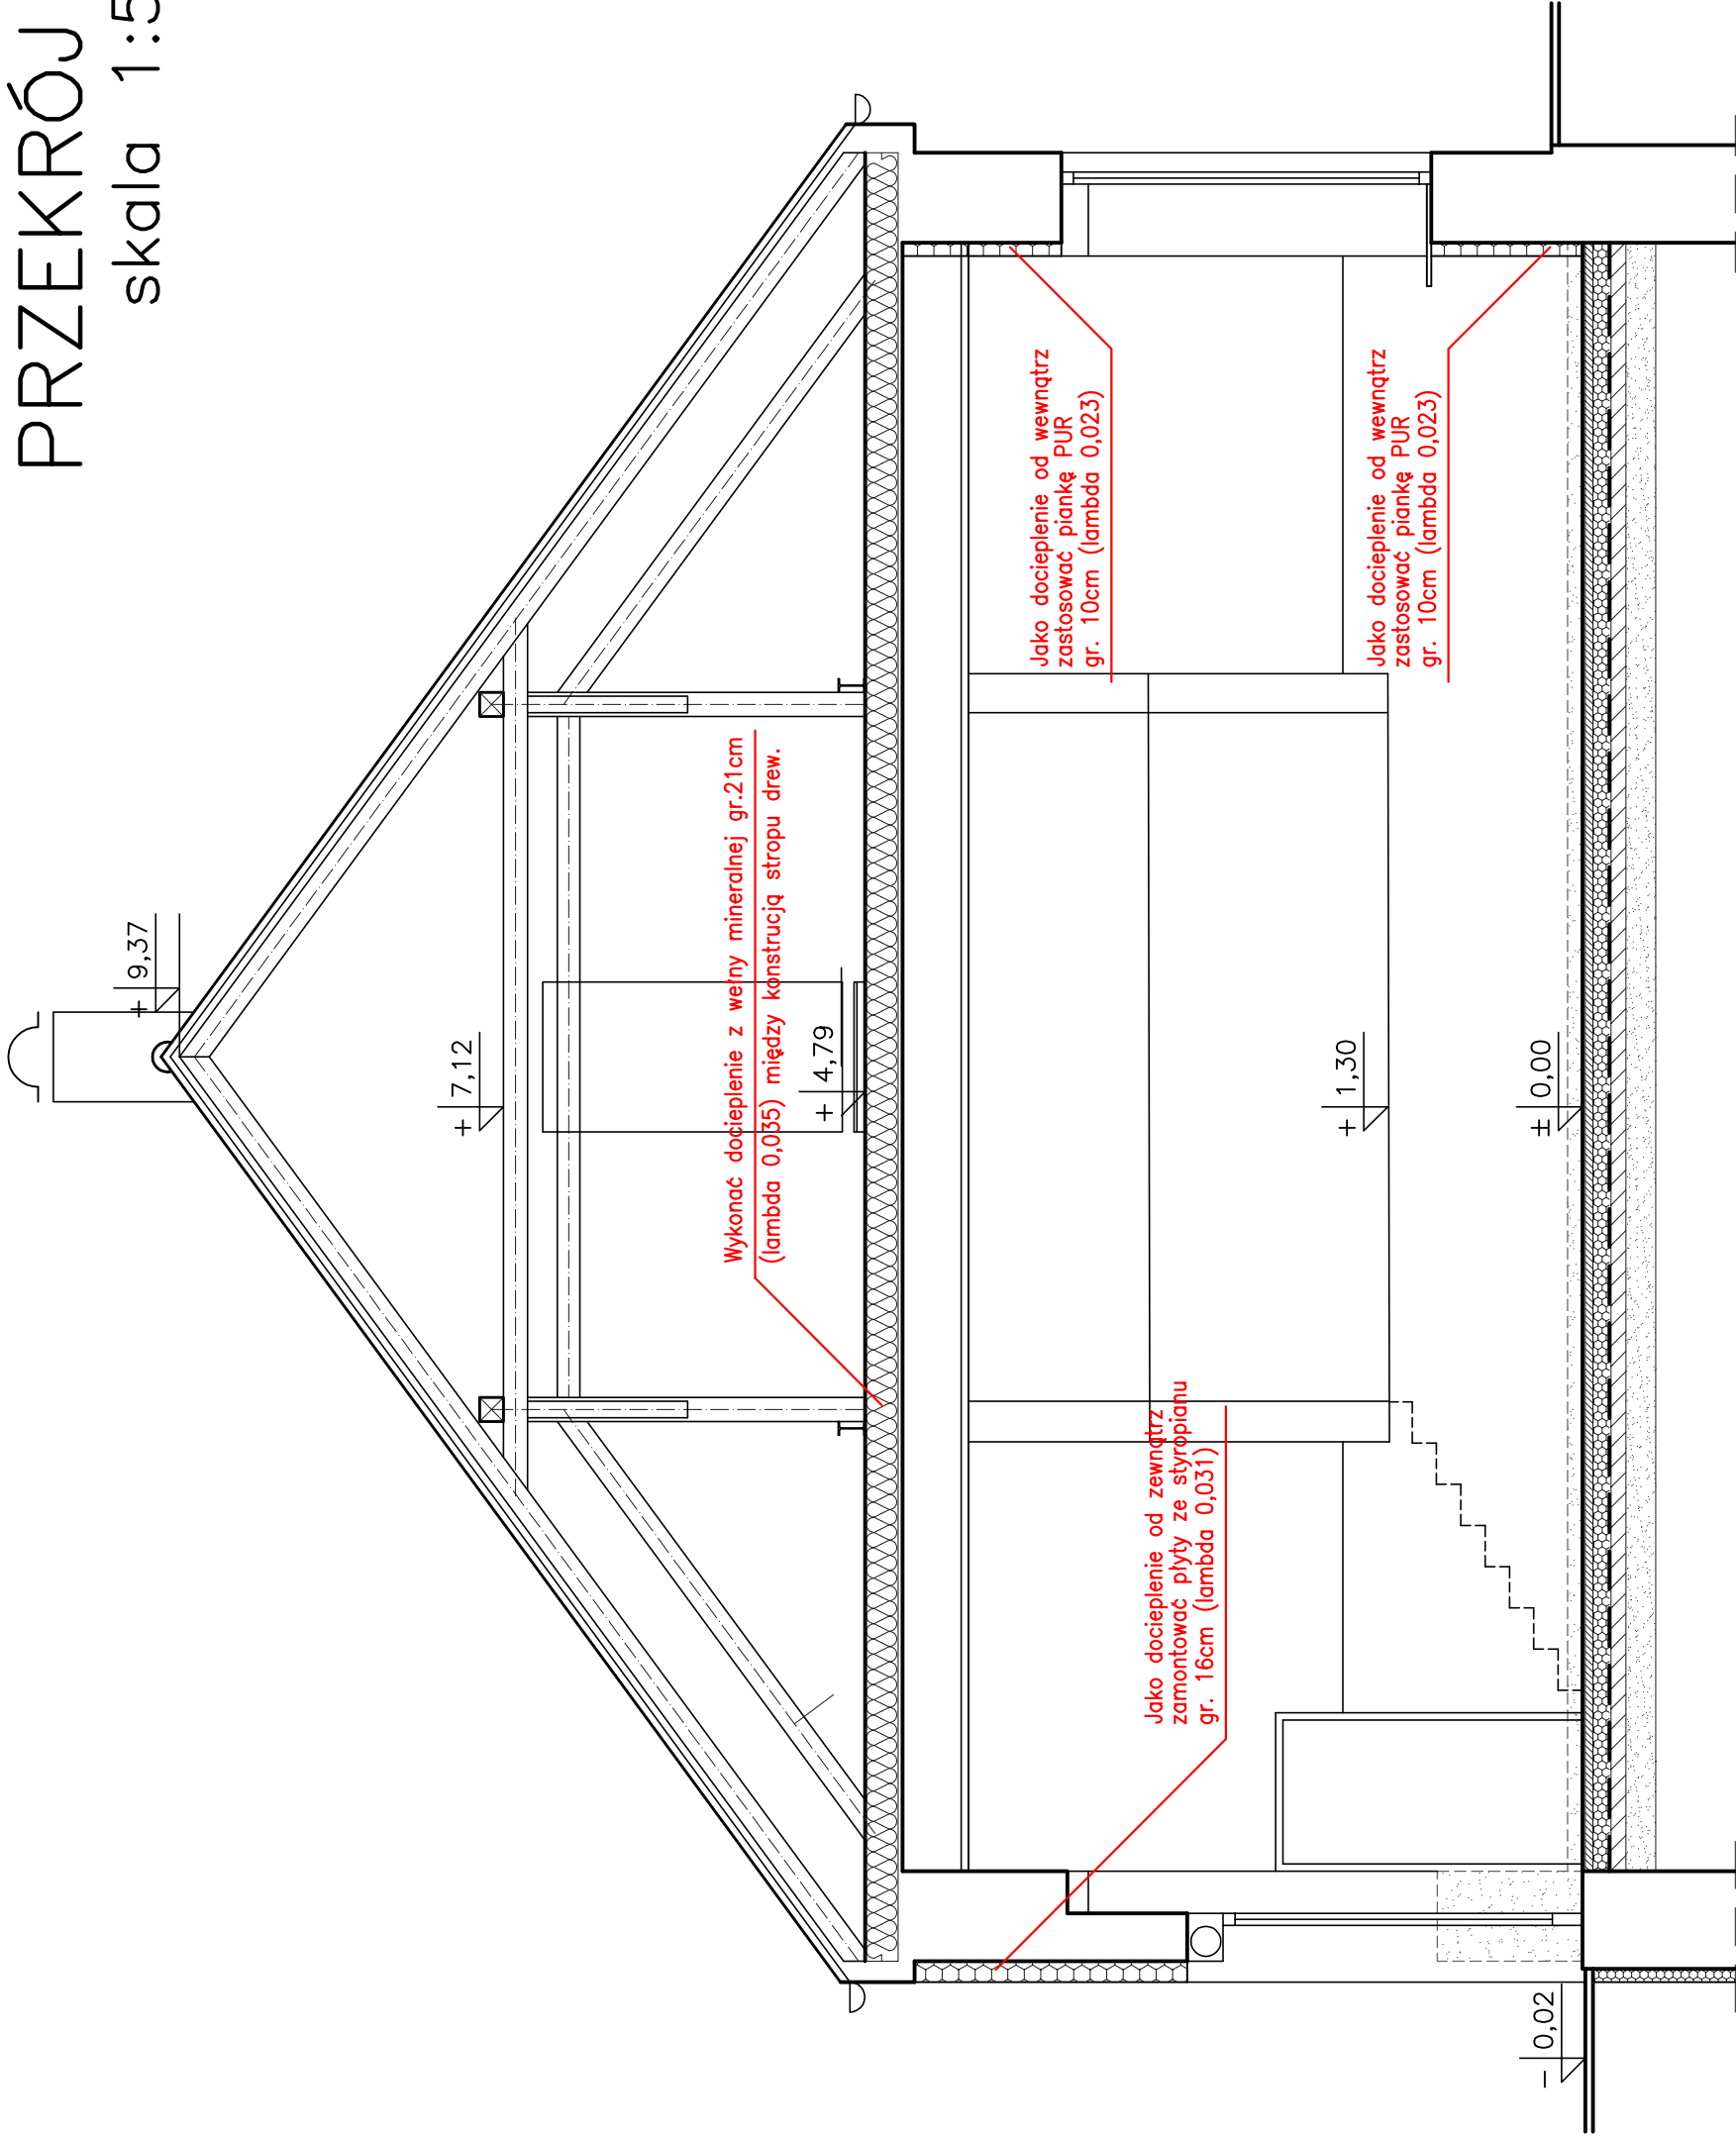 PRZEKRÓJ
skala 1:5
+ 9,37
+ 7,12
Wykonać docieplenie z wełny mineralnej gr.21cm
(lambda 0,035) między konstrucją stropu drew.
+ 4,79
Jako docieplenie od wewnątrz
zastosować piankę PUR
gr. 10cm (lambda 0,023)
Jako docieplenie od zewnątrz
zamontować płyty ze styropianu
gr. 16cm (lambda 0,031)
+ 1,30
Jako docieplenie od wewnątrz
zastosować piankę PUR
gr. 10cm (lambda 0,023)
± 0,00
- 0,02